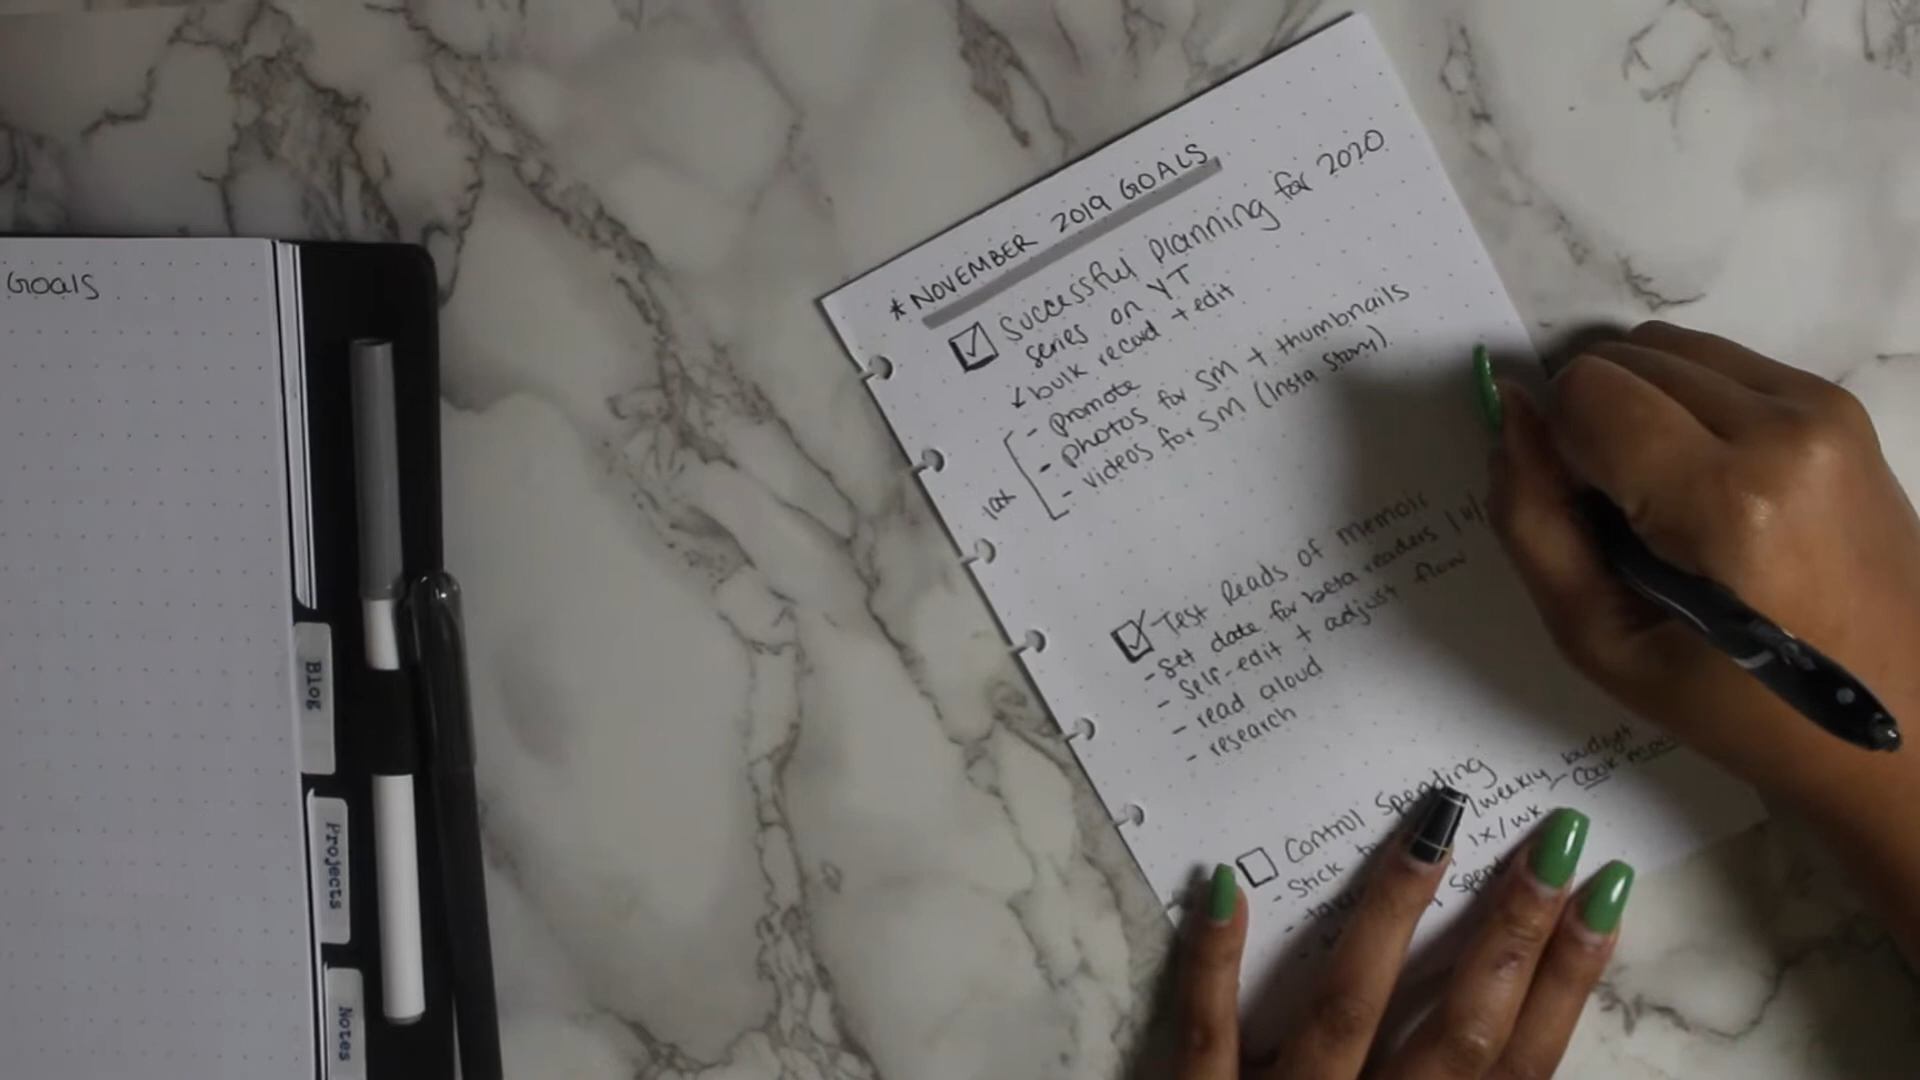 Goals
Blog
Projects
Notes
* NOVEMBER 2019 GOALS
Successful planning for 2020
series on YT
bulk record + edit
- promote
- photos for SM + thumbnails
- videos for SM (Insta Story)
Test Reads of memoir
- Set date for beta readers
- Self-edit + adjust flow
- read aloud
- research
Control Spending
- Stick weekly budget
1x/wk cook